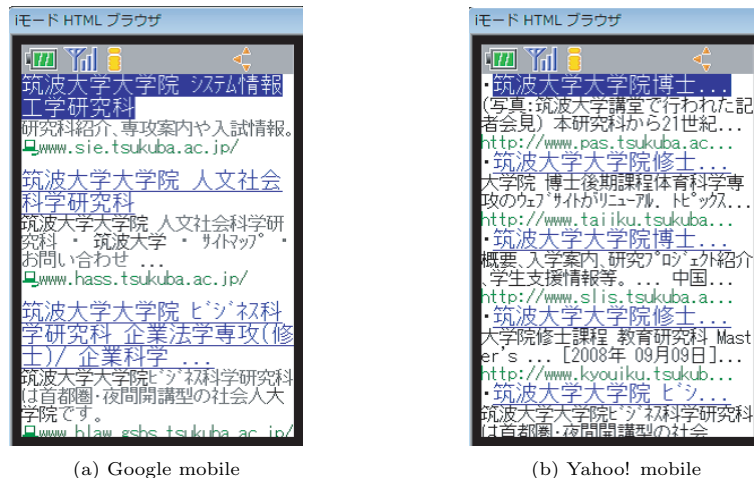 iモード HTML ブラウザ
筑波大学大学院 システム情報
工学研究科
研究科紹介、専攻案内や入試情報。
www.sie.tsukuba.ac.jp/
筑波大学大学院 人文社会
科学研究科
筑波大学大学院 人文社会科学研
究科 ・ 筑波大学 ・ サイトマップ ・
お問い合わせ ...
www.hass.tsukuba.ac.jp/
筑波大学大学院 ビジネス科
学研究科 企業法学専攻(修
士)/ 企業科学 ...
筑波大学大学院ビジネス科学研究科
は首都圏・夜間開講型の社会人大
学院です。
www.blaw.gsbs.tsukuba.ac.jp/
(a) Google mobile
iモード HTML ブラウザ
・筑波大学大学院博士...
(写真:筑波大学講堂で行われた記
者会見) 本研究科から21世紀...
http://www.pas.tsukuba.ac...
・筑波大学大学院修士...
大学院 博士後期課程体育科学専
攻のウェブサイトがリニューアル. トピックス...
http://www.taiiku.tsukuba...
・筑波大学大学院博士...
概要、入学案内、研究プロジェクト紹介
、学生支援情報等。... 中国...
http://www.slis.tsukuba.a...
・筑波大学大学院修士...
大学院修士課程 教育研究科 Mast
er's ... [2008年 09月09日]...
http://www.kyouiku.tsukub...
・筑波大学大学院 ビジ...
筑波大学大学院ビジネス科学研究科
は首都圏・夜間開講型の社会
(b) Yahoo! mobile